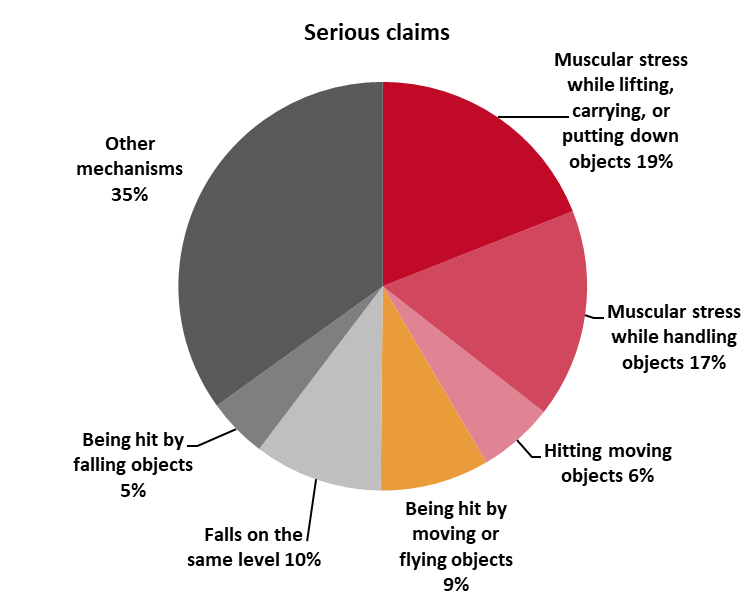 Serious claims
Muscular stress
while lifting,
carrying, or
putting down
objects 19%
Muscular stress
while handling
objects 17%
Hitting moving
objects 6%
Being hit by
moving or
flying objects
9%
Falls on the
same level 10%
Being hit by
falling objects
5%
Other
mechanisms
35%